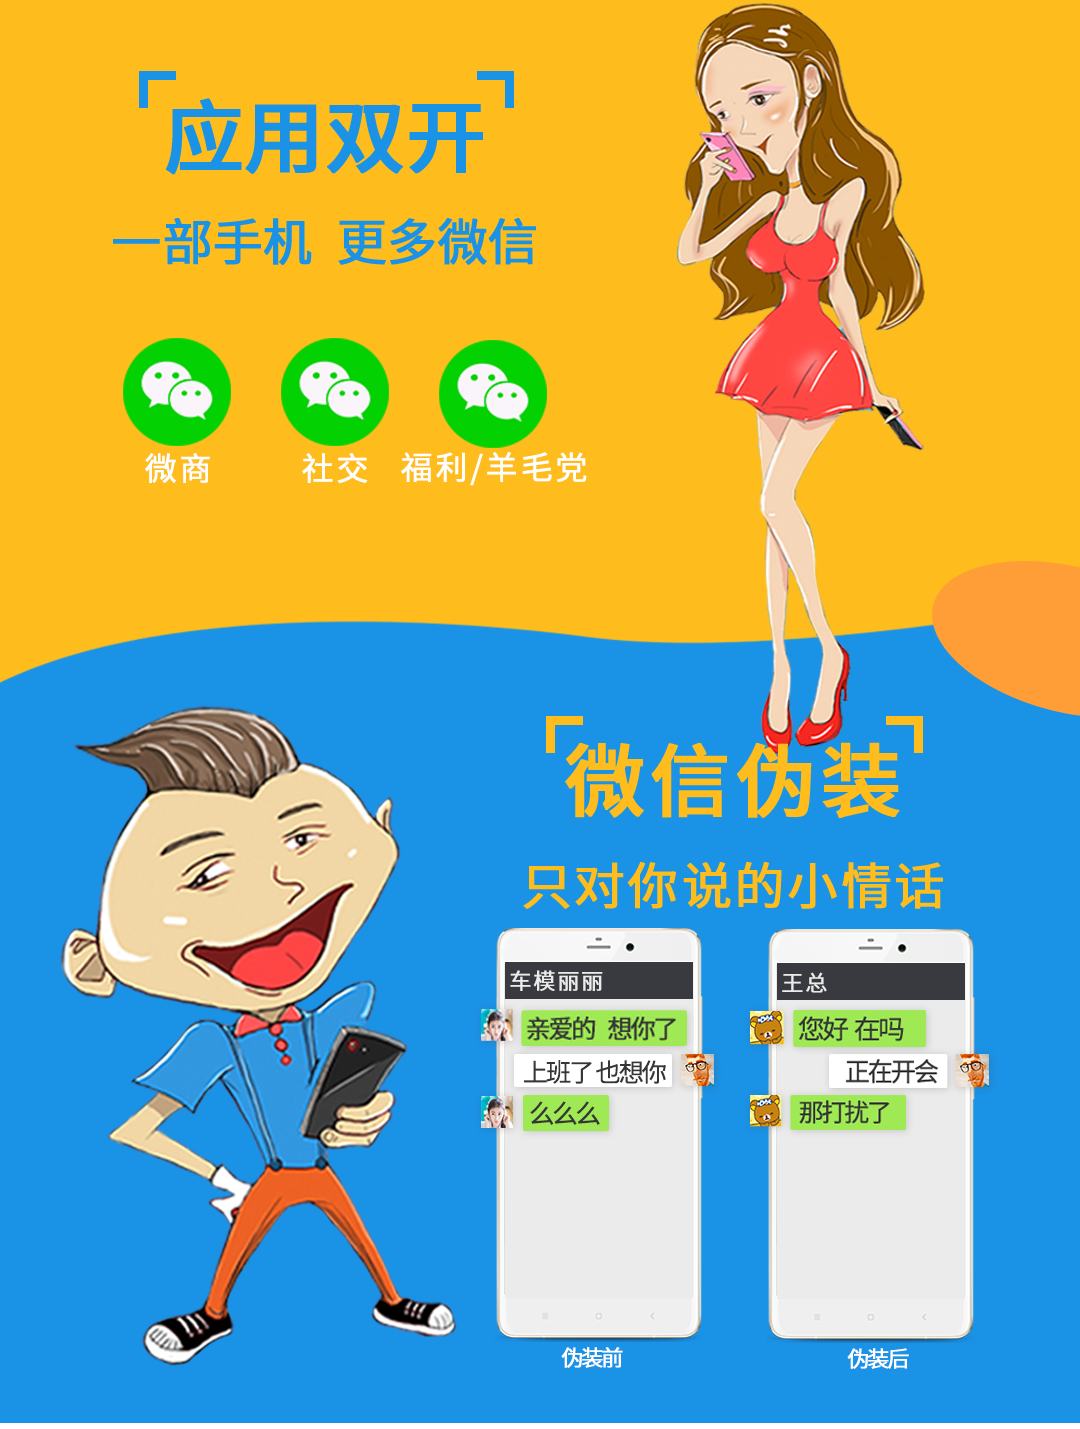 应用双开
一部手机 更多微信
微商 社交 福利/羊毛党
微信伪装
只对你说的小情话
车模丽丽
亲爱的 想你了
上班了也想你
么么么
伪装前
王总
您好 在吗
正在开会
那打扰了
伪装后